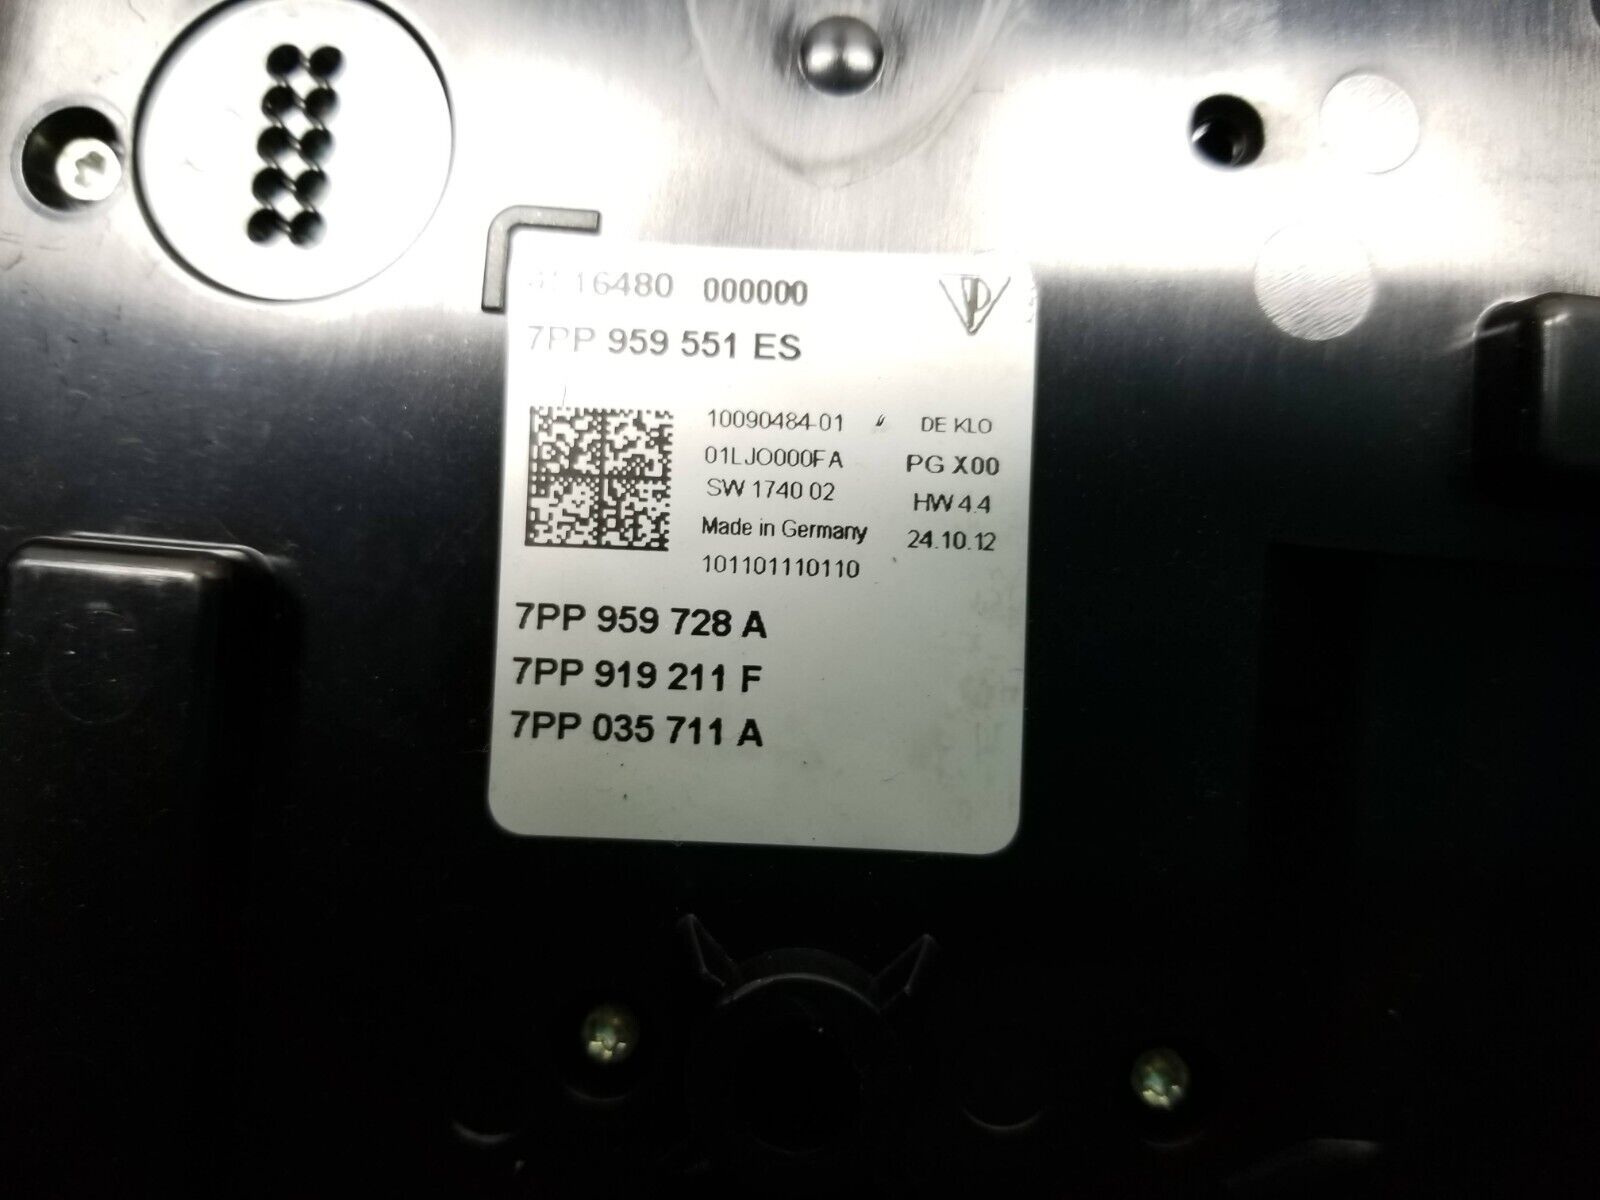 000000
7PP 959 551 ES
10090484-01 DE KLO
01LJO000FA PG X00
SW 1740 02 HW 4.4
Made in Germany 24.10.12
101101110110
7PP 959 728 A
7PP 919 211 F
7PP 035 711 A